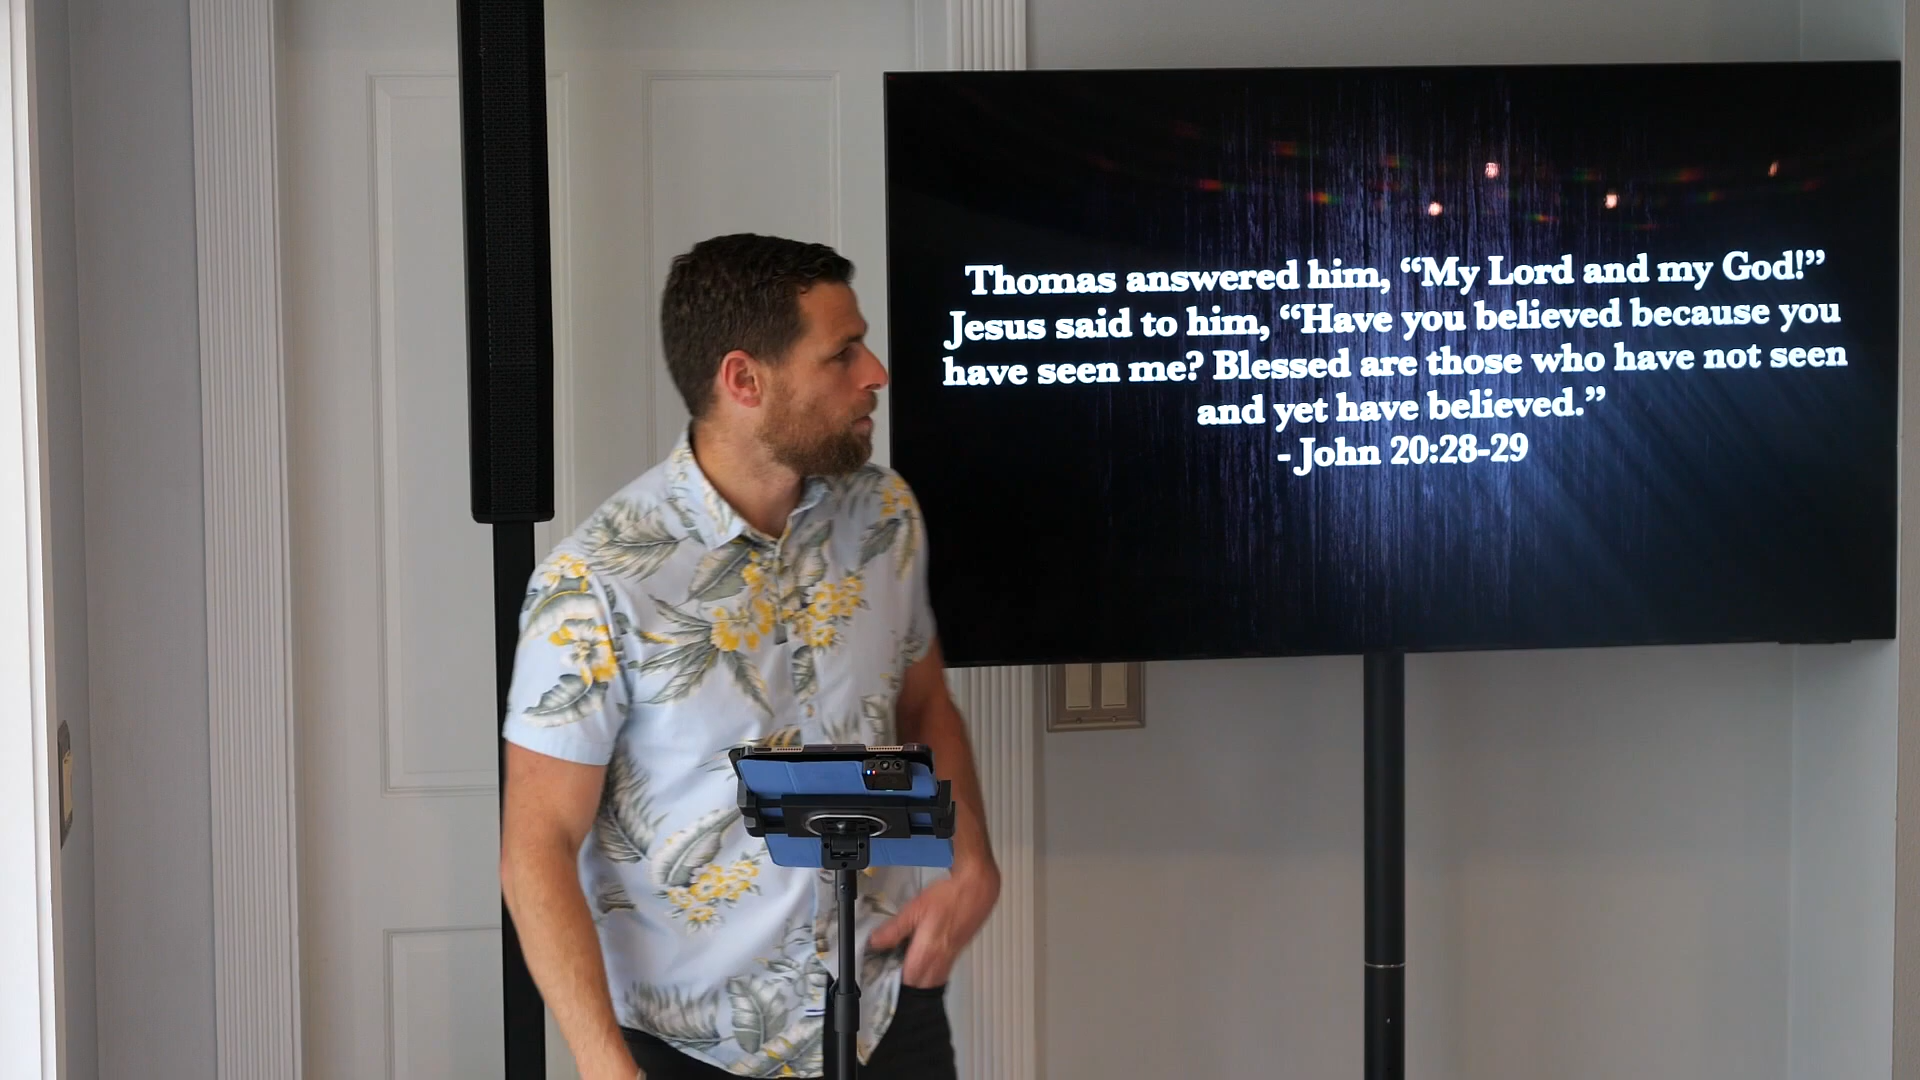 Thomas answered him, “My Lord and my God!”
Jesus said to him, “Have you believed because you
have seen me? Blessed are those who have not seen
and yet have believed.”
- John 20:28-29